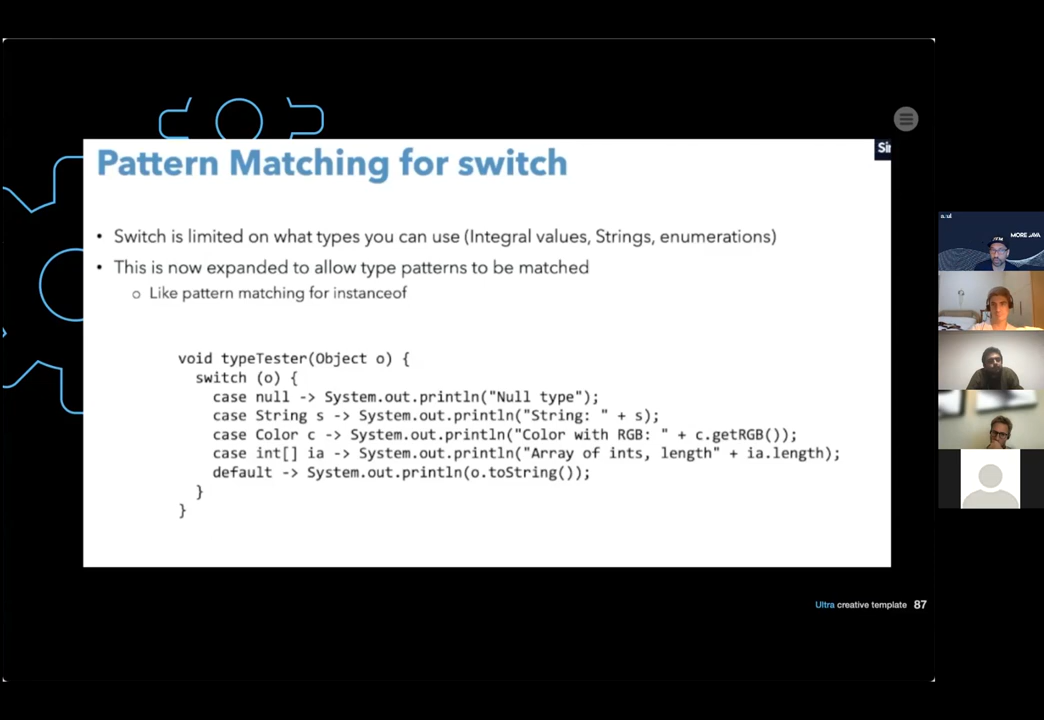 Pattern Matching for switch
• Switch is limited on what types you can use (Integral values, Strings, enumerations)
• This is now expanded to allow type patterns to be matched
o Like pattern matching for instanceof
void typeTester(Object o) {
switch (o) {
case null -> System.out.println("Null type");
case String s -> System.out.println("String: " + s);
case Color c -> System.out.println("Color with RGB: " + c.getRGB());
case int[] ia -> System.out.println("Array of ints, length" + ia.length);
default -> System.out.println(o.toString());
}
}
Ultra creative template 87
MORE JAVA